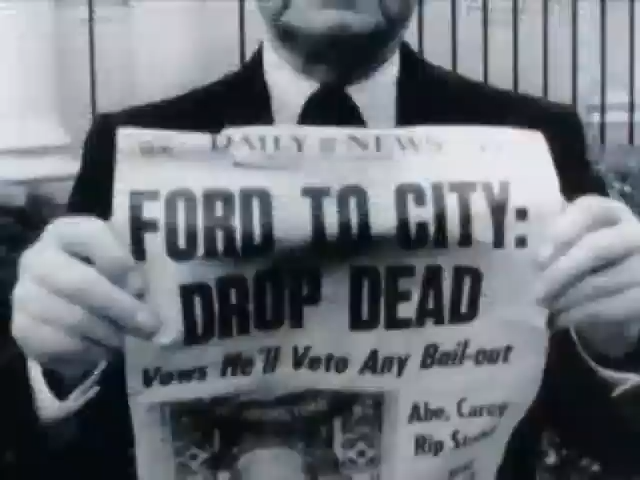 DAILY NEWS
FORD TO CITY:
DROP DEAD
Vows He'll Veto Any Bail-out
Abe, Carey
Rip